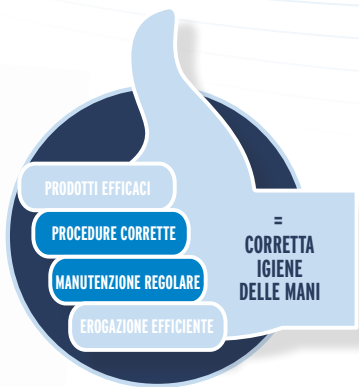 PRODOTTI EFFICACI
PROCEDURE CORRETTE
MANUTENZIONE REGOLARE
EROGAZIONE EFFICIENTE
=
CORRETTA
IGIENE
DELLE MANI